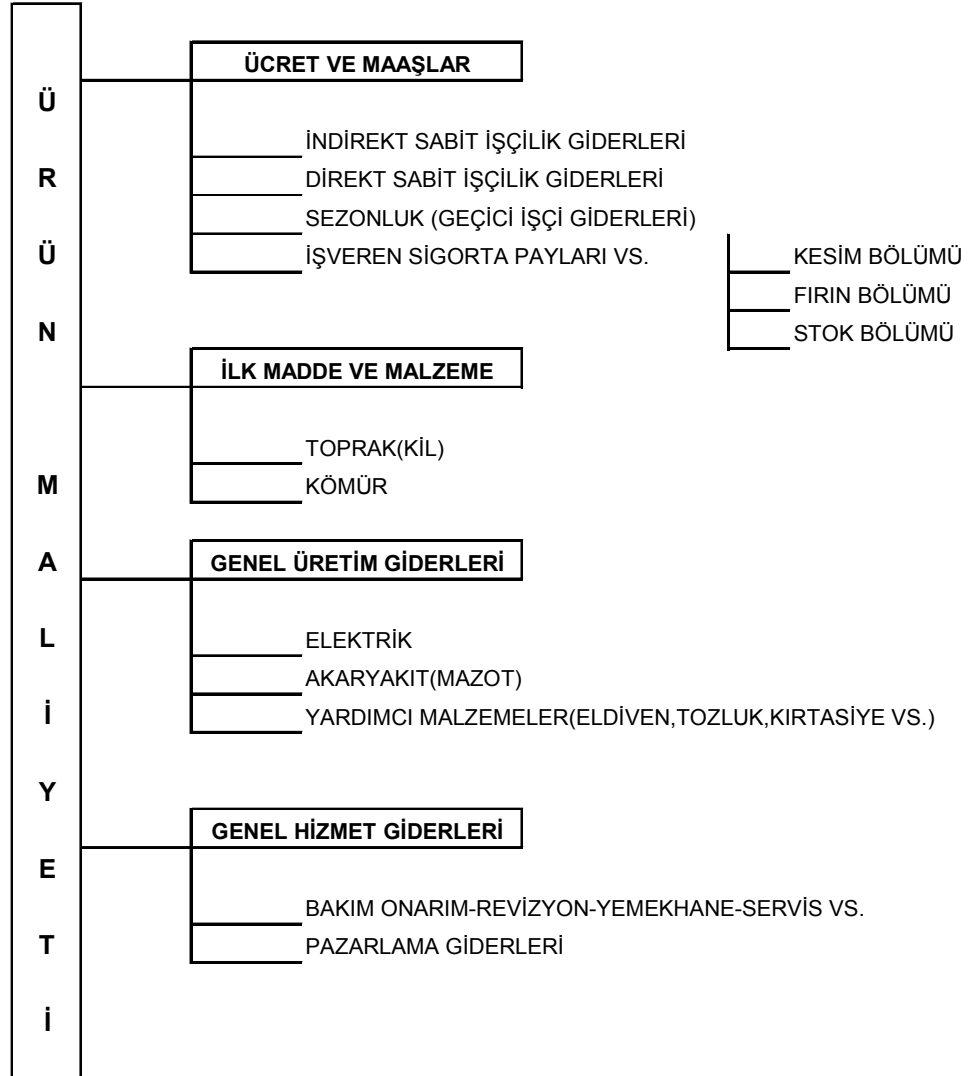 ÜRÜN MALİYETİ
ÜCRET VE MAAŞLAR
İNDİREKT SABİT İŞÇİLİK GİDERLERİ
DİREKT SABİT İŞÇİLİK GİDERLERİ
SEZONLUK (GEÇİCİ İŞÇİ GİDERLERİ)
İŞVEREN SİGORTA PAYLARI VS.
KESİM BÖLÜMÜ
FIRIN BÖLÜMÜ
STOK BÖLÜMÜ
İLK MADDE VE MALZEME
TOPRAK(KİL)
KÖMÜR
GENEL ÜRETİM GİDERLERİ
ELEKTRİK
AKARYAKIT(MAZOT)
YARDIMCI MALZEMELER(ELDİVEN,TOZLUK,KIRTASİYE VS.)
GENEL HİZMET GİDERLERİ
BAKIM ONARIM-REVİZYON-YEMEKHANE-SERVİS VS.
PAZARLAMA GİDERLERİ